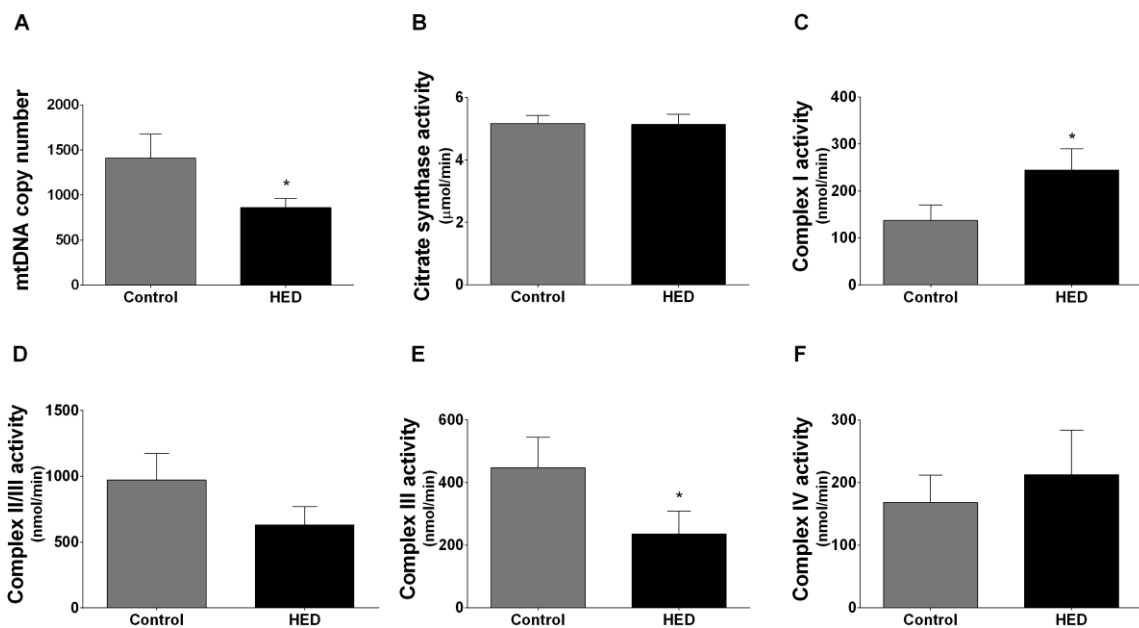 A
mtDNA copy number
2000
1500
1000
500
0
*
Control
HED
B
Citrate synthase activity
(μmol/min)
6
4
2
0
Control
HED
C
Complex I activity
(nmol/min)
400
300
200
100
0
*
Control
HED
D
Complex II/III activity
(nmol/min)
1500
1000
500
0
Control
HED
E
Complex III activity
(nmol/min)
600
400
200
0
*
Control
HED
F
Complex IV activity
(nmol/min)
300
200
100
0
Control
HED